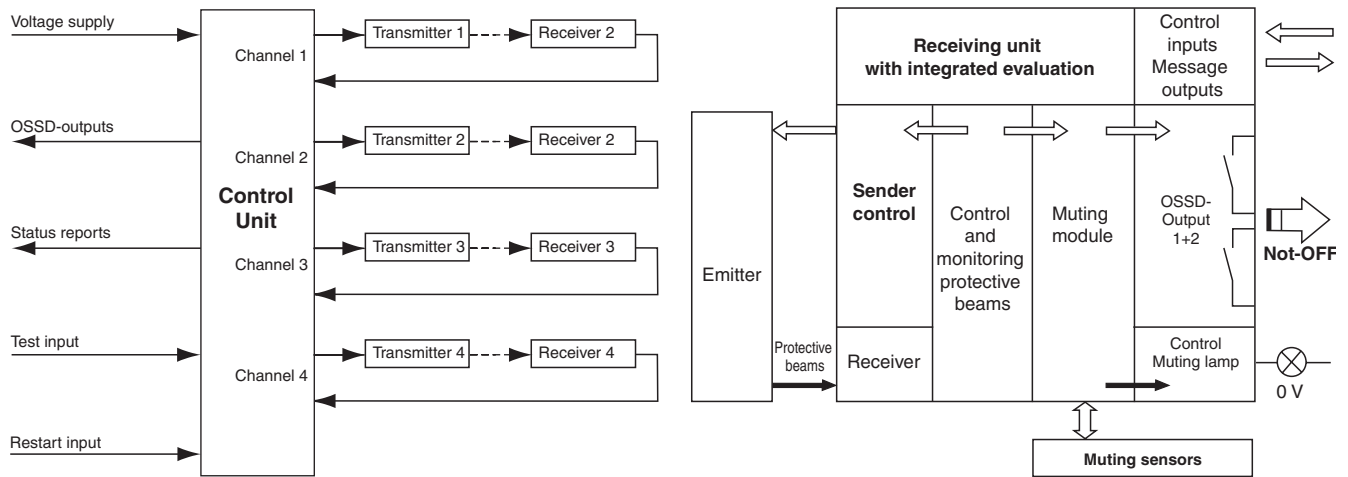 Voltage supply
OSSD-outputs
Status reports
Test input
Restart input
Control
Unit
Channel 1
Channel 2
Channel 3
Channel 4
Transmitter 1
Receiver 2
Transmitter 2
Receiver 2
Transmitter 3
Receiver 3
Transmitter 4
Receiver 4
Receiving unit
with integrated evaluation
Control
inputs
Message
outputs
Emitter
Sender
control
Control
and
monitoring
protective
beams
Muting
module
OSSD-
Output
1+2
Not-OFF
Protective
beams
Receiver
Control
Muting lamp
0 V
Muting sensors